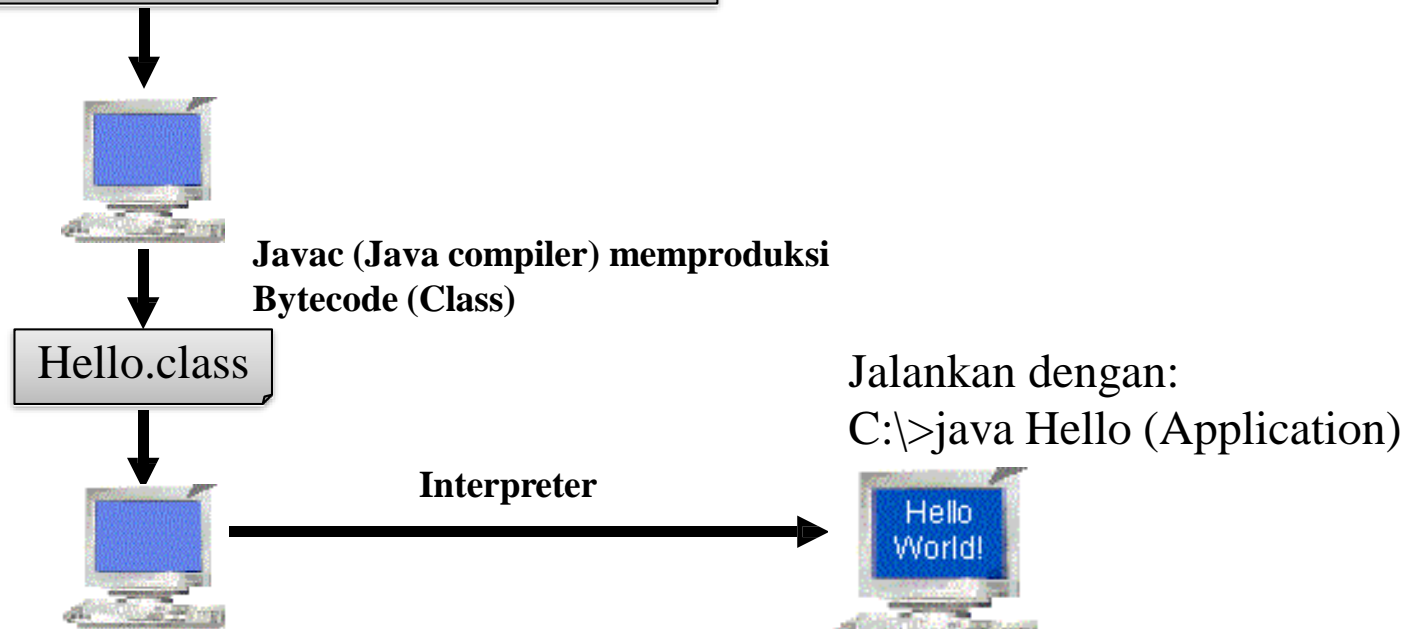 Javac (Java compiler) memproduksi
Bytecode (Class)
Hello.class
Jalankan dengan:
C:\>java Hello (Application)
Interpreter
Hello
World!